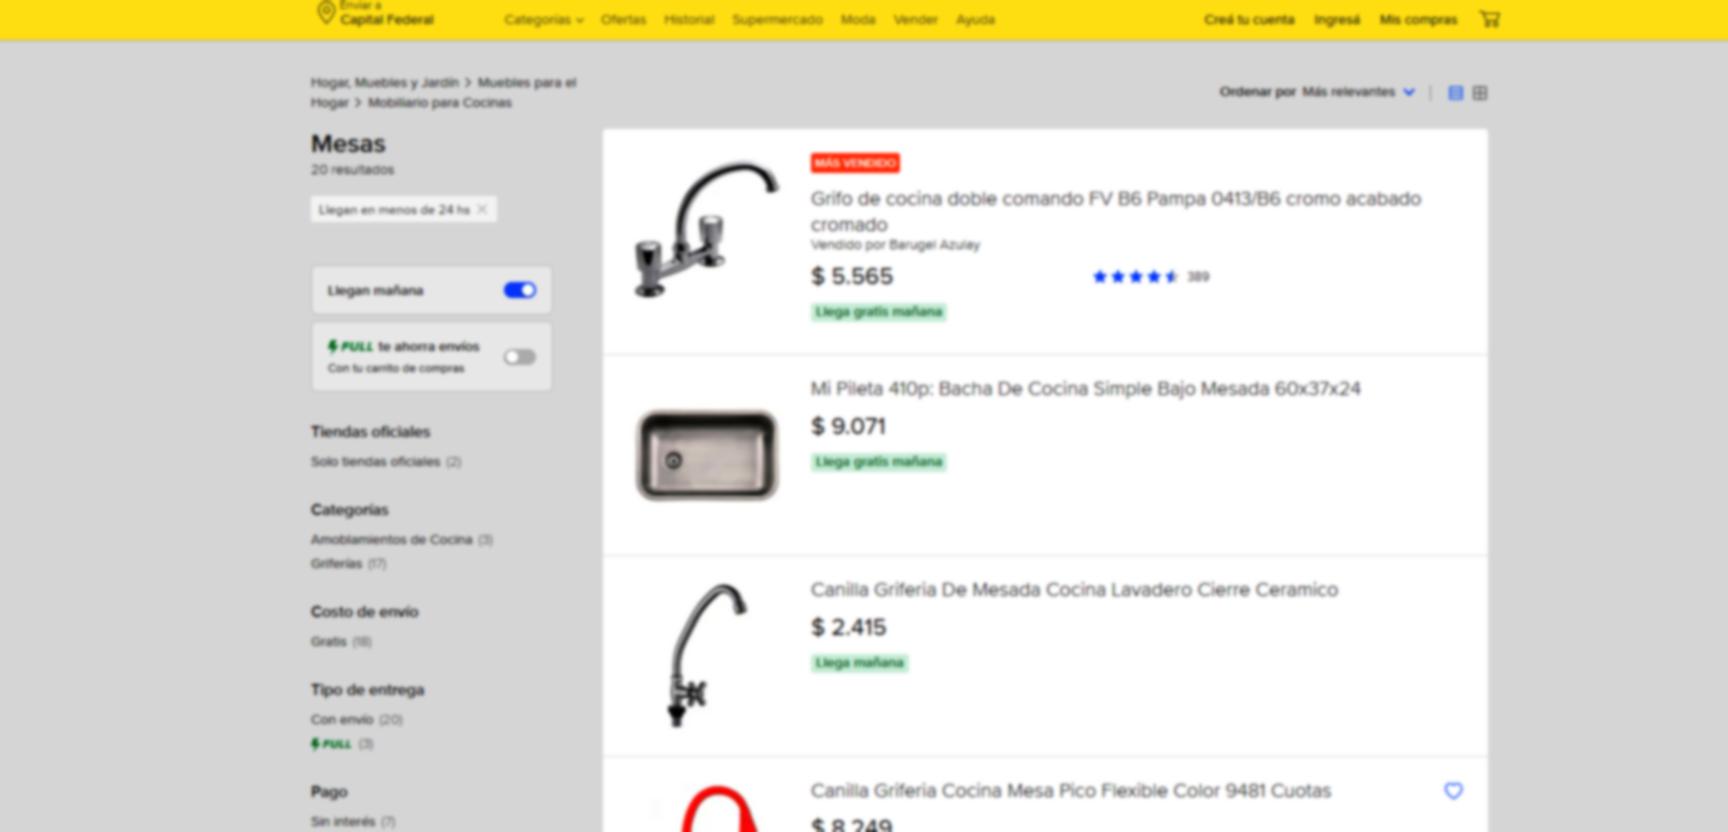 Enviar a
Capital Federal
Categorías
Ofertas
Historial
Supermercado
Moda
Vender
Ayuda
Creá tu cuenta
Ingresá
Mis compras
Hogar, Muebles y Jardín > Muebles para el
Hogar > Mobiliario para Cocinas
Ordenar por Más relevantes
Mesas
20 resultados
Llegan en menos de 24 hs
Llegan mañana
FULL te ahorra envíos
Con tu carrito de compras
Tiendas oficiales
Solo tiendas oficiales (2)
Categorías
Amoblamientos de Cocina (3)
Griferías (17)
Costo de envío
Gratis (18)
Tipo de entrega
Con envío (20)
FULL (3)
Pago
Sin interés (7)
MÁS VENDIDO
Grifo de cocina doble comando FV B6 Pampa 0413/B6 cromo acabado
cromado
Vendido por Barugel Azulay
$ 5.565
389
Llega gratis mañana
Mi Pileta 410p: Bacha De Cocina Simple Bajo Mesada 60x37x24
$ 9.071
Llega gratis mañana
Canilla Griferia De Mesada Cocina Lavadero Cierre Ceramico
$ 2.415
Llega mañana
Canilla Griferia Cocina Mesa Pico Flexible Color 9481 Cuotas
$ 8.249